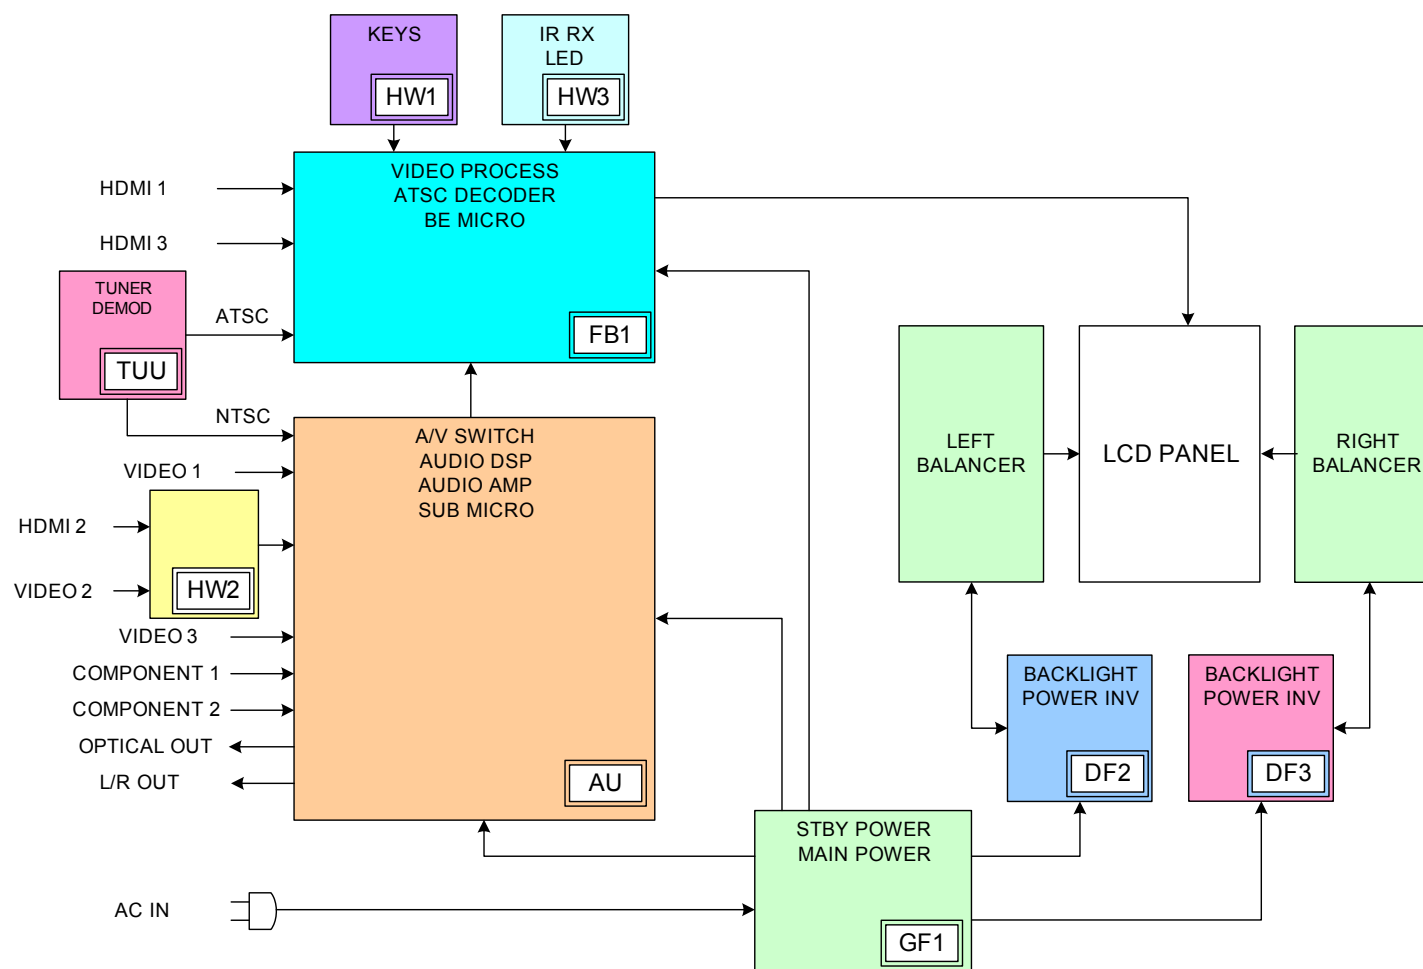 KEYS
HW1
IR RX
LED
HW3
HDMI 1
HDMI 3
VIDEO PROCESS
ATSC DECODER
BE MICRO
FB1
TUNER
DEMOD
TUU
ATSC
NTSC
VIDEO 1
HDMI 2
VIDEO 2
HW2
VIDEO 3
COMPONENT 1
COMPONENT 2
OPTICAL OUT
L/R OUT
A/V SWITCH
AUDIO DSP
AUDIO AMP
SUB MICRO
AU
LEFT
BALANCER
LCD PANEL
RIGHT
BALANCER
BACKLIGHT
POWER INV
DF2
BACKLIGHT
POWER INV
DF3
STBY POWER
MAIN POWER
GF1
AC IN